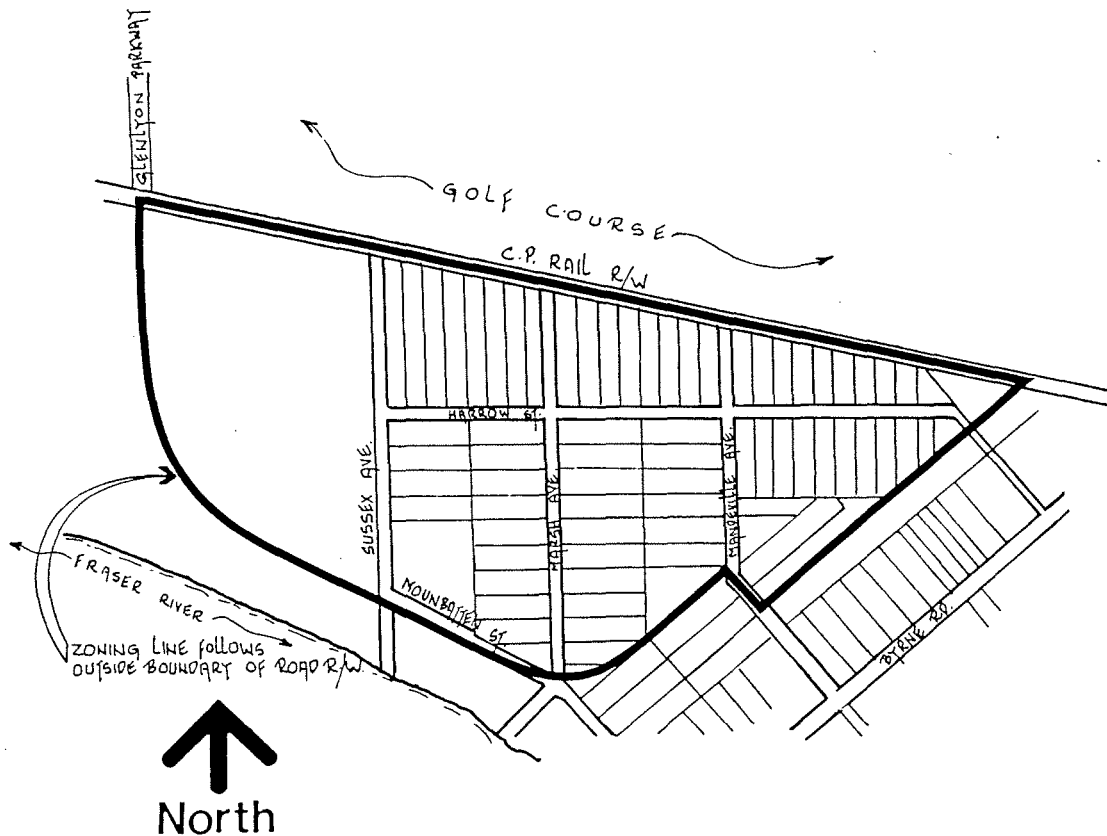 GLENLYON PARKWAY
GOLF COURSE
C.P. RAIL R/W
HARROW ST.
SUSSEX AVE.
MARSH AVE
MANDEVILLE AVE.
MOUNBATTEN ST
BYRNE RD.
FRASER RIVER
ZONING LINE FOLLOWS
OUTSIDE BOUNDARY OF ROAD R/W.
North